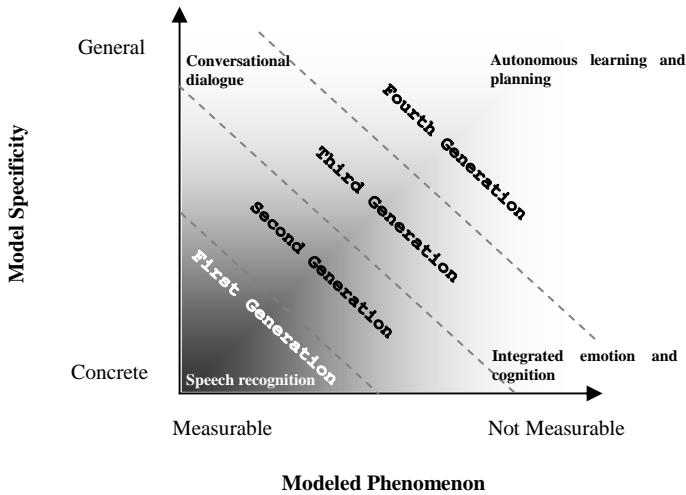 General
Conversational
dialogue
Autonomous learning and
planning
Fourth Generation
Third Generation
Second Generation
First Generation
Model Specificity
Concrete
Speech recognition
Integrated emotion and
cognition
Measurable
Not Measurable
Modeled Phenomenon